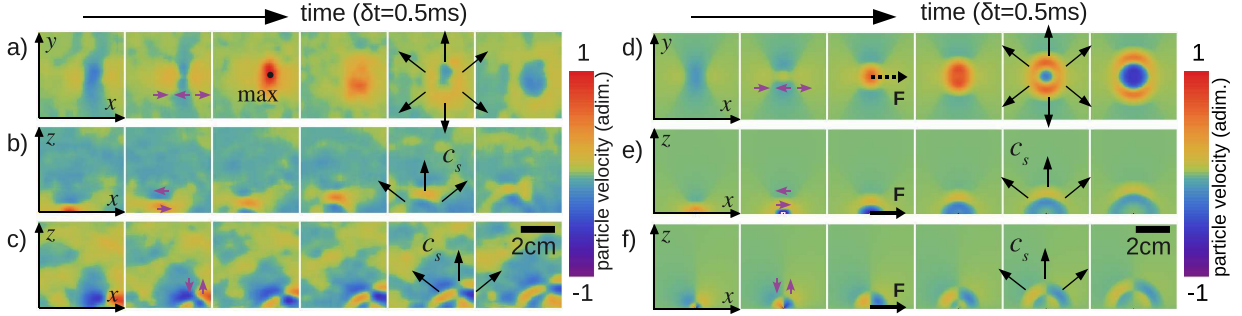 time (δt=0.5ms)
a)
y
x
max
b)
z
x
c_s
c)
z
x
c_s
2cm
1
particle velocity (adim.)
-1
time (δt=0.5ms)
d)
y
x
F
e)
z
x
F
c_s
f)
z
x
F
c_s
2cm
1
particle velocity (adim.)
-1